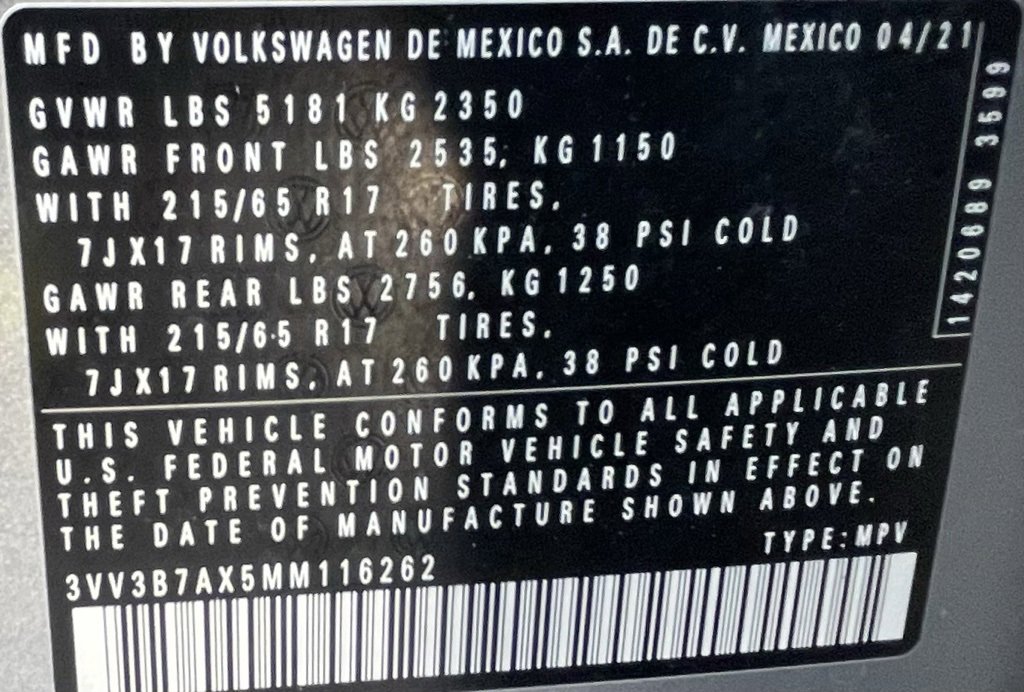 MFD BY VOLKSWAGEN DE MEXICO S.A. DE C.V. MEXICO 04/21
GVWR LBS 5181 KG 2350
GAWR FRONT LBS 2535, KG 1150
WITH 215/65 R17 TIRES,
7JX17 RIMS, AT 260 KPA, 38 PSI COLD
GAWR REAR LBS 2756, KG 1250
WITH 215/65 R17 TIRES,
7JX17 RIMS, AT 260 KPA, 38 PSI COLD
1420689 3599
THIS VEHICLE CONFORMS TO ALL APPLICABLE
U.S. FEDERAL MOTOR VEHICLE SAFETY AND
THEFT PREVENTION STANDARDS IN EFFECT ON
THE DATE OF MANUFACTURE SHOWN ABOVE.
TYPE: MPV
3VV3B7AX5MM116262